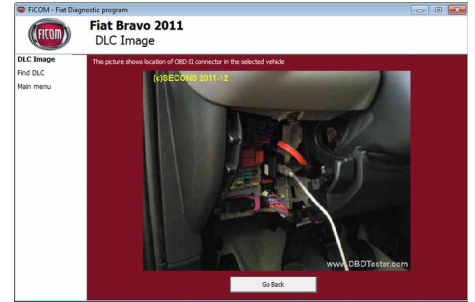 FiCOM - Fiat Diagnostic program
FICOM
Fiat Bravo 2011
DLC Image
DLC Image
Find DLC
Main menu
This picture shows location of OBD-II connector in the selected vehicle
(c)SECONS 2011-12
www.OBDTester.com
Go Back